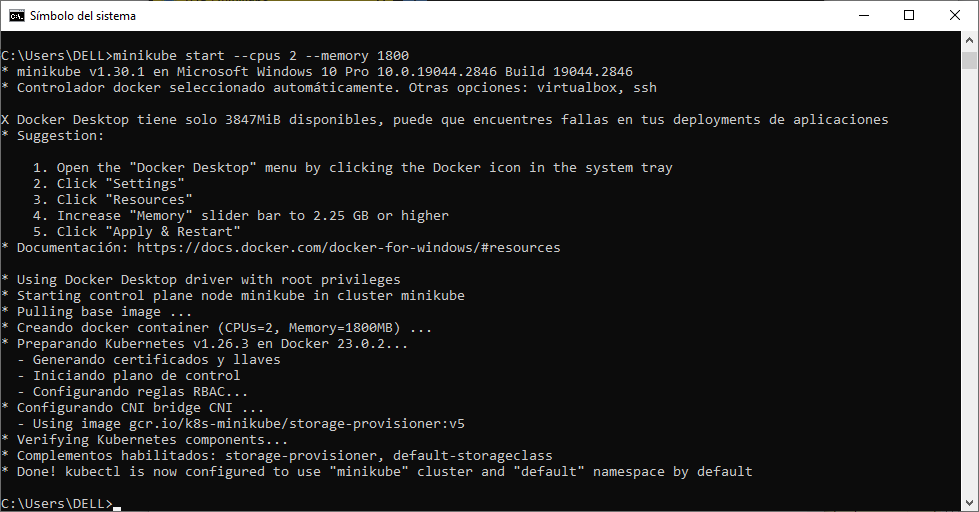 Símbolo del sistema
C:\Users\DELL>minikube start --cpus 2 --memory 1800
* minikube v1.30.1 en Microsoft Windows 10 Pro 10.0.19044.2846 Build 19044.2846
* Controlador docker seleccionado automáticamente. Otras opciones: virtualbox, ssh
X Docker Desktop tiene solo 3847MiB disponibles, puede que encuentres fallas en tus deployments de aplicaciones
* Suggestion:
1. Open the "Docker Desktop" menu by clicking the Docker icon in the system tray
2. Click "Settings"
3. Click "Resources"
4. Increase "Memory" slider bar to 2.25 GB or higher
5. Click "Apply & Restart"
* Documentación: https://docs.docker.com/docker-for-windows/#resources
* Using Docker Desktop driver with root privileges
* Starting control plane node minikube in cluster minikube
* Pulling base image ...
* Creando docker container (CPUs=2, Memory=1800MB) ...
* Preparando Kubernetes v1.26.3 en Docker 23.0.2...
- Generando certificados y llaves
- Iniciando plano de control
- Configurando reglas RBAC...
* Configurando CNI bridge CNI ...
- Using image gcr.io/k8s-minikube/storage-provisioner:v5
* Verifying Kubernetes components...
* Complementos habilitados: storage-provisioner, default-storageclass
* Done! kubectl is now configured to use "minikube" cluster and "default" namespace by default
C:\Users\DELL>